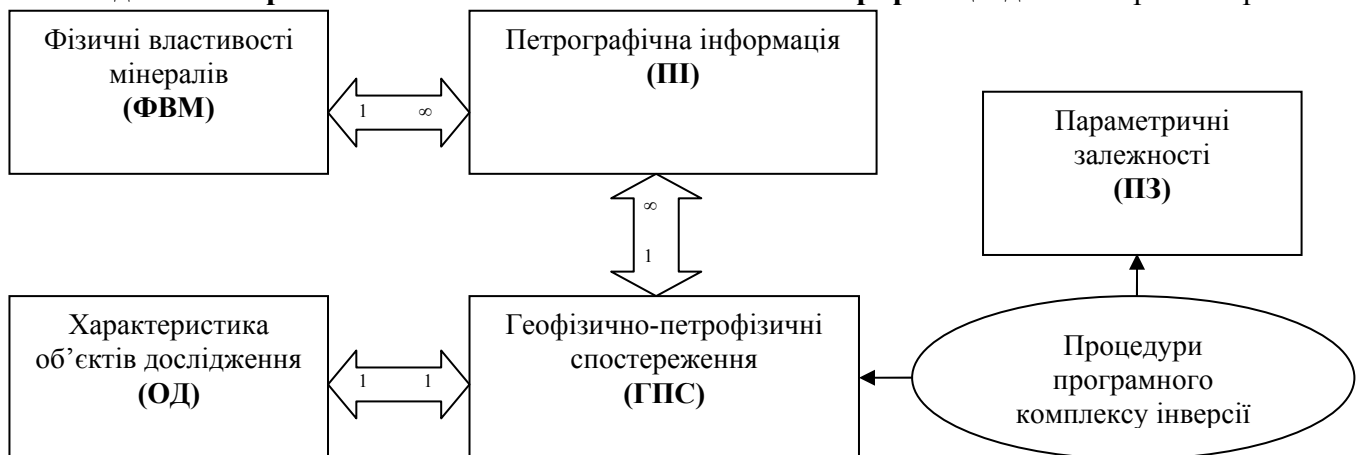 Фізичні властивості
мінералів
(ФВМ)
1 ∞
Петрографічна інформація
(ПІ)
Параметричні
залежності
(ПЗ)
∞
1
Характеристика
об’єктів дослідження
(ОД)
1 1
Геофізично-петрофізичні
спостереження
(ГПС)
Процедури
програмного
комплексу інверсії